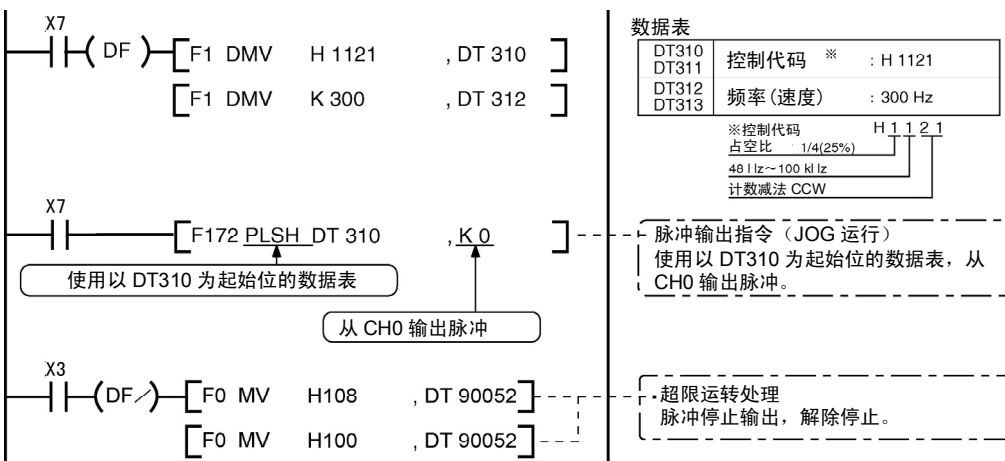 X7
( DF ) F1 DMV H 1121 , DT 310
F1 DMV K 300 , DT 312
X7
F172 PLSH DT 310 , K 0
使用以 DT310 为起始位的数据表
从 CH0 输出脉冲
X3
(DF/) F0 MV H108 , DT 90052
F0 MV H100 , DT 90052
数据表
DT310
DT311
控制代码 ※ : H 1121
DT312
DT313
频率(速度) : 300 Hz
※控制代码 H 1 1 2 1
占空比 1/4(25%)
48 l lz~100 kl lz
计数减法 CCW
脉冲输出指令（JOG 运行）
使用以 DT310 为起始位的数据表，从
CH0 输出脉冲。
超限运转处理
脉冲停止输出，解除停止。